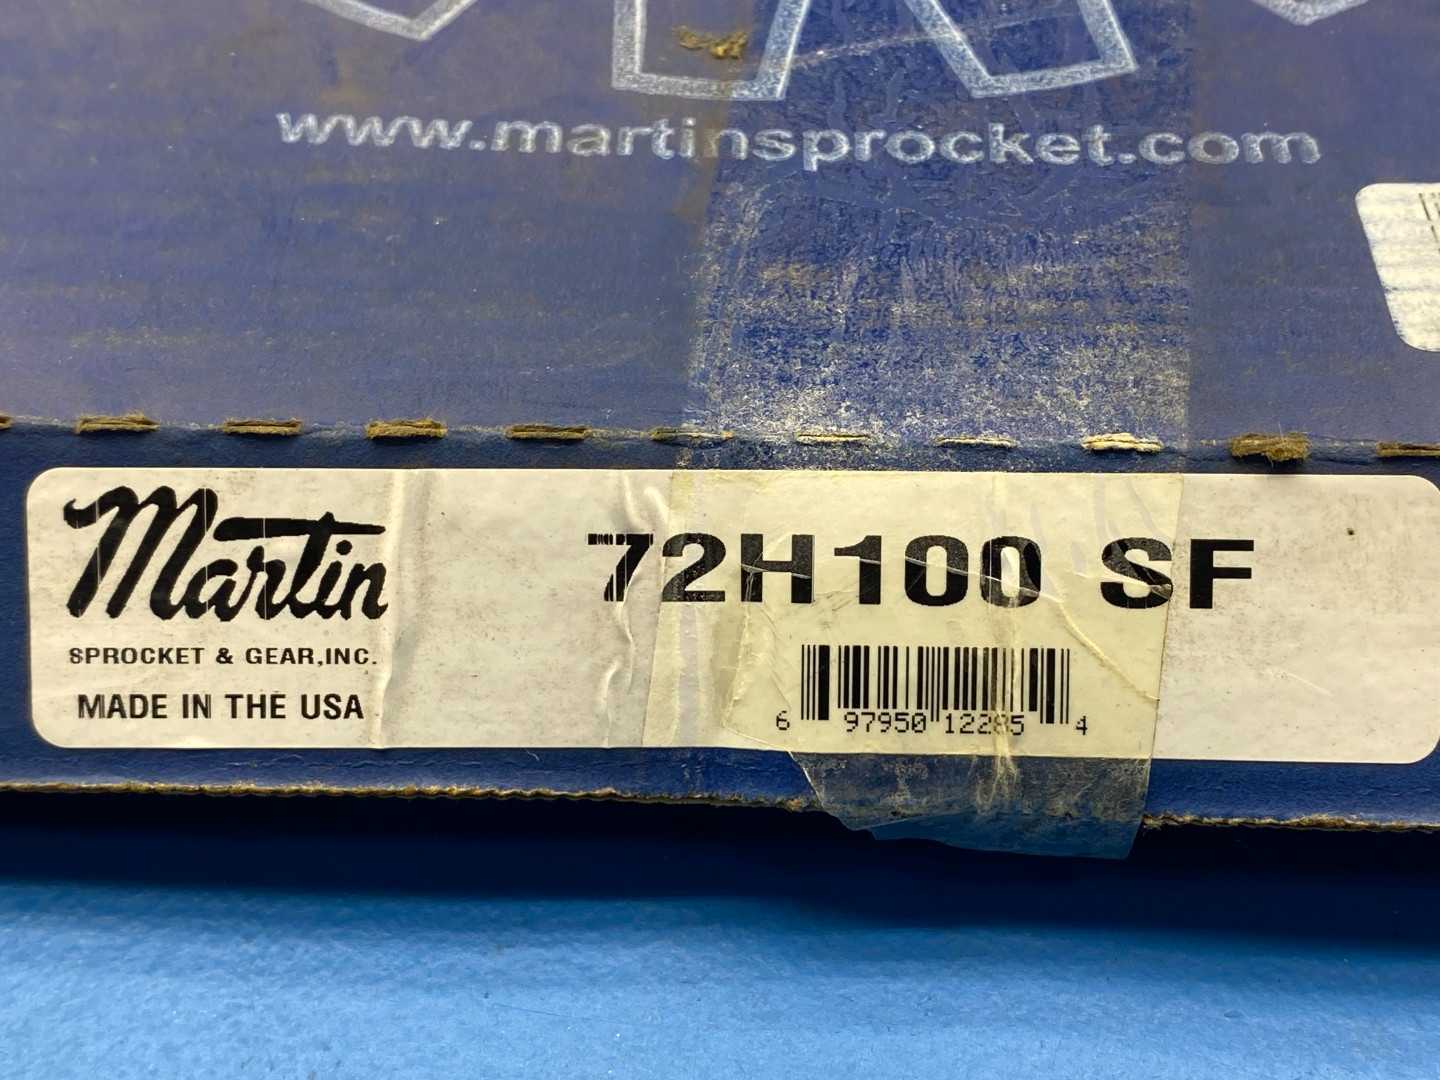 www.martinsprocket.com
Martin
SPROCKET & GEAR, INC.
MADE IN THE USA
72H100 SF
6 97950 12285 4